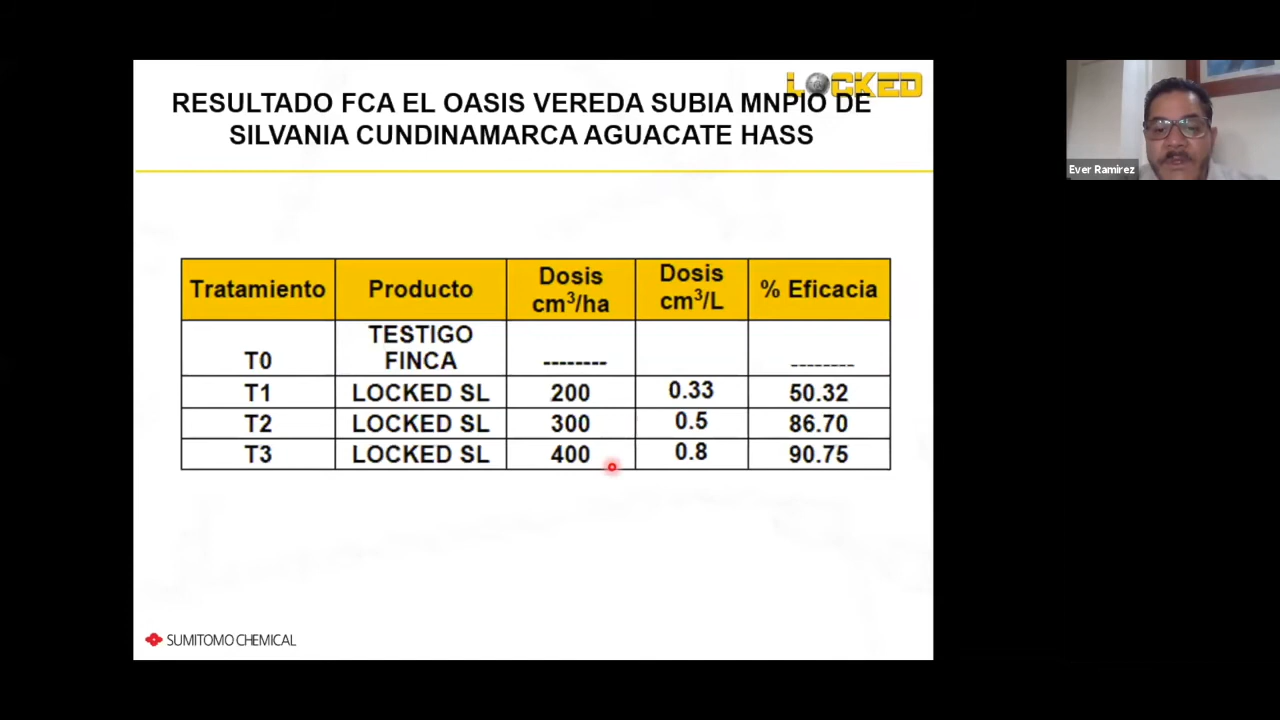 LOCKED
RESULTADO FCA EL OASIS VEREDA SUBIA MNPIO DE
SILVANIA CUNDINAMARCA AGUACATE HASS
Ever Ramirez
Tratamiento Producto Dosis cm³/ha Dosis cm³/L % Eficacia
T0 TESTIGO FINCA -------- --------
T1 LOCKED SL 200 0.33 50.32
T2 LOCKED SL 300 0.5 86.70
T3 LOCKED SL 400 0.8 90.75
SUMITOMO CHEMICAL